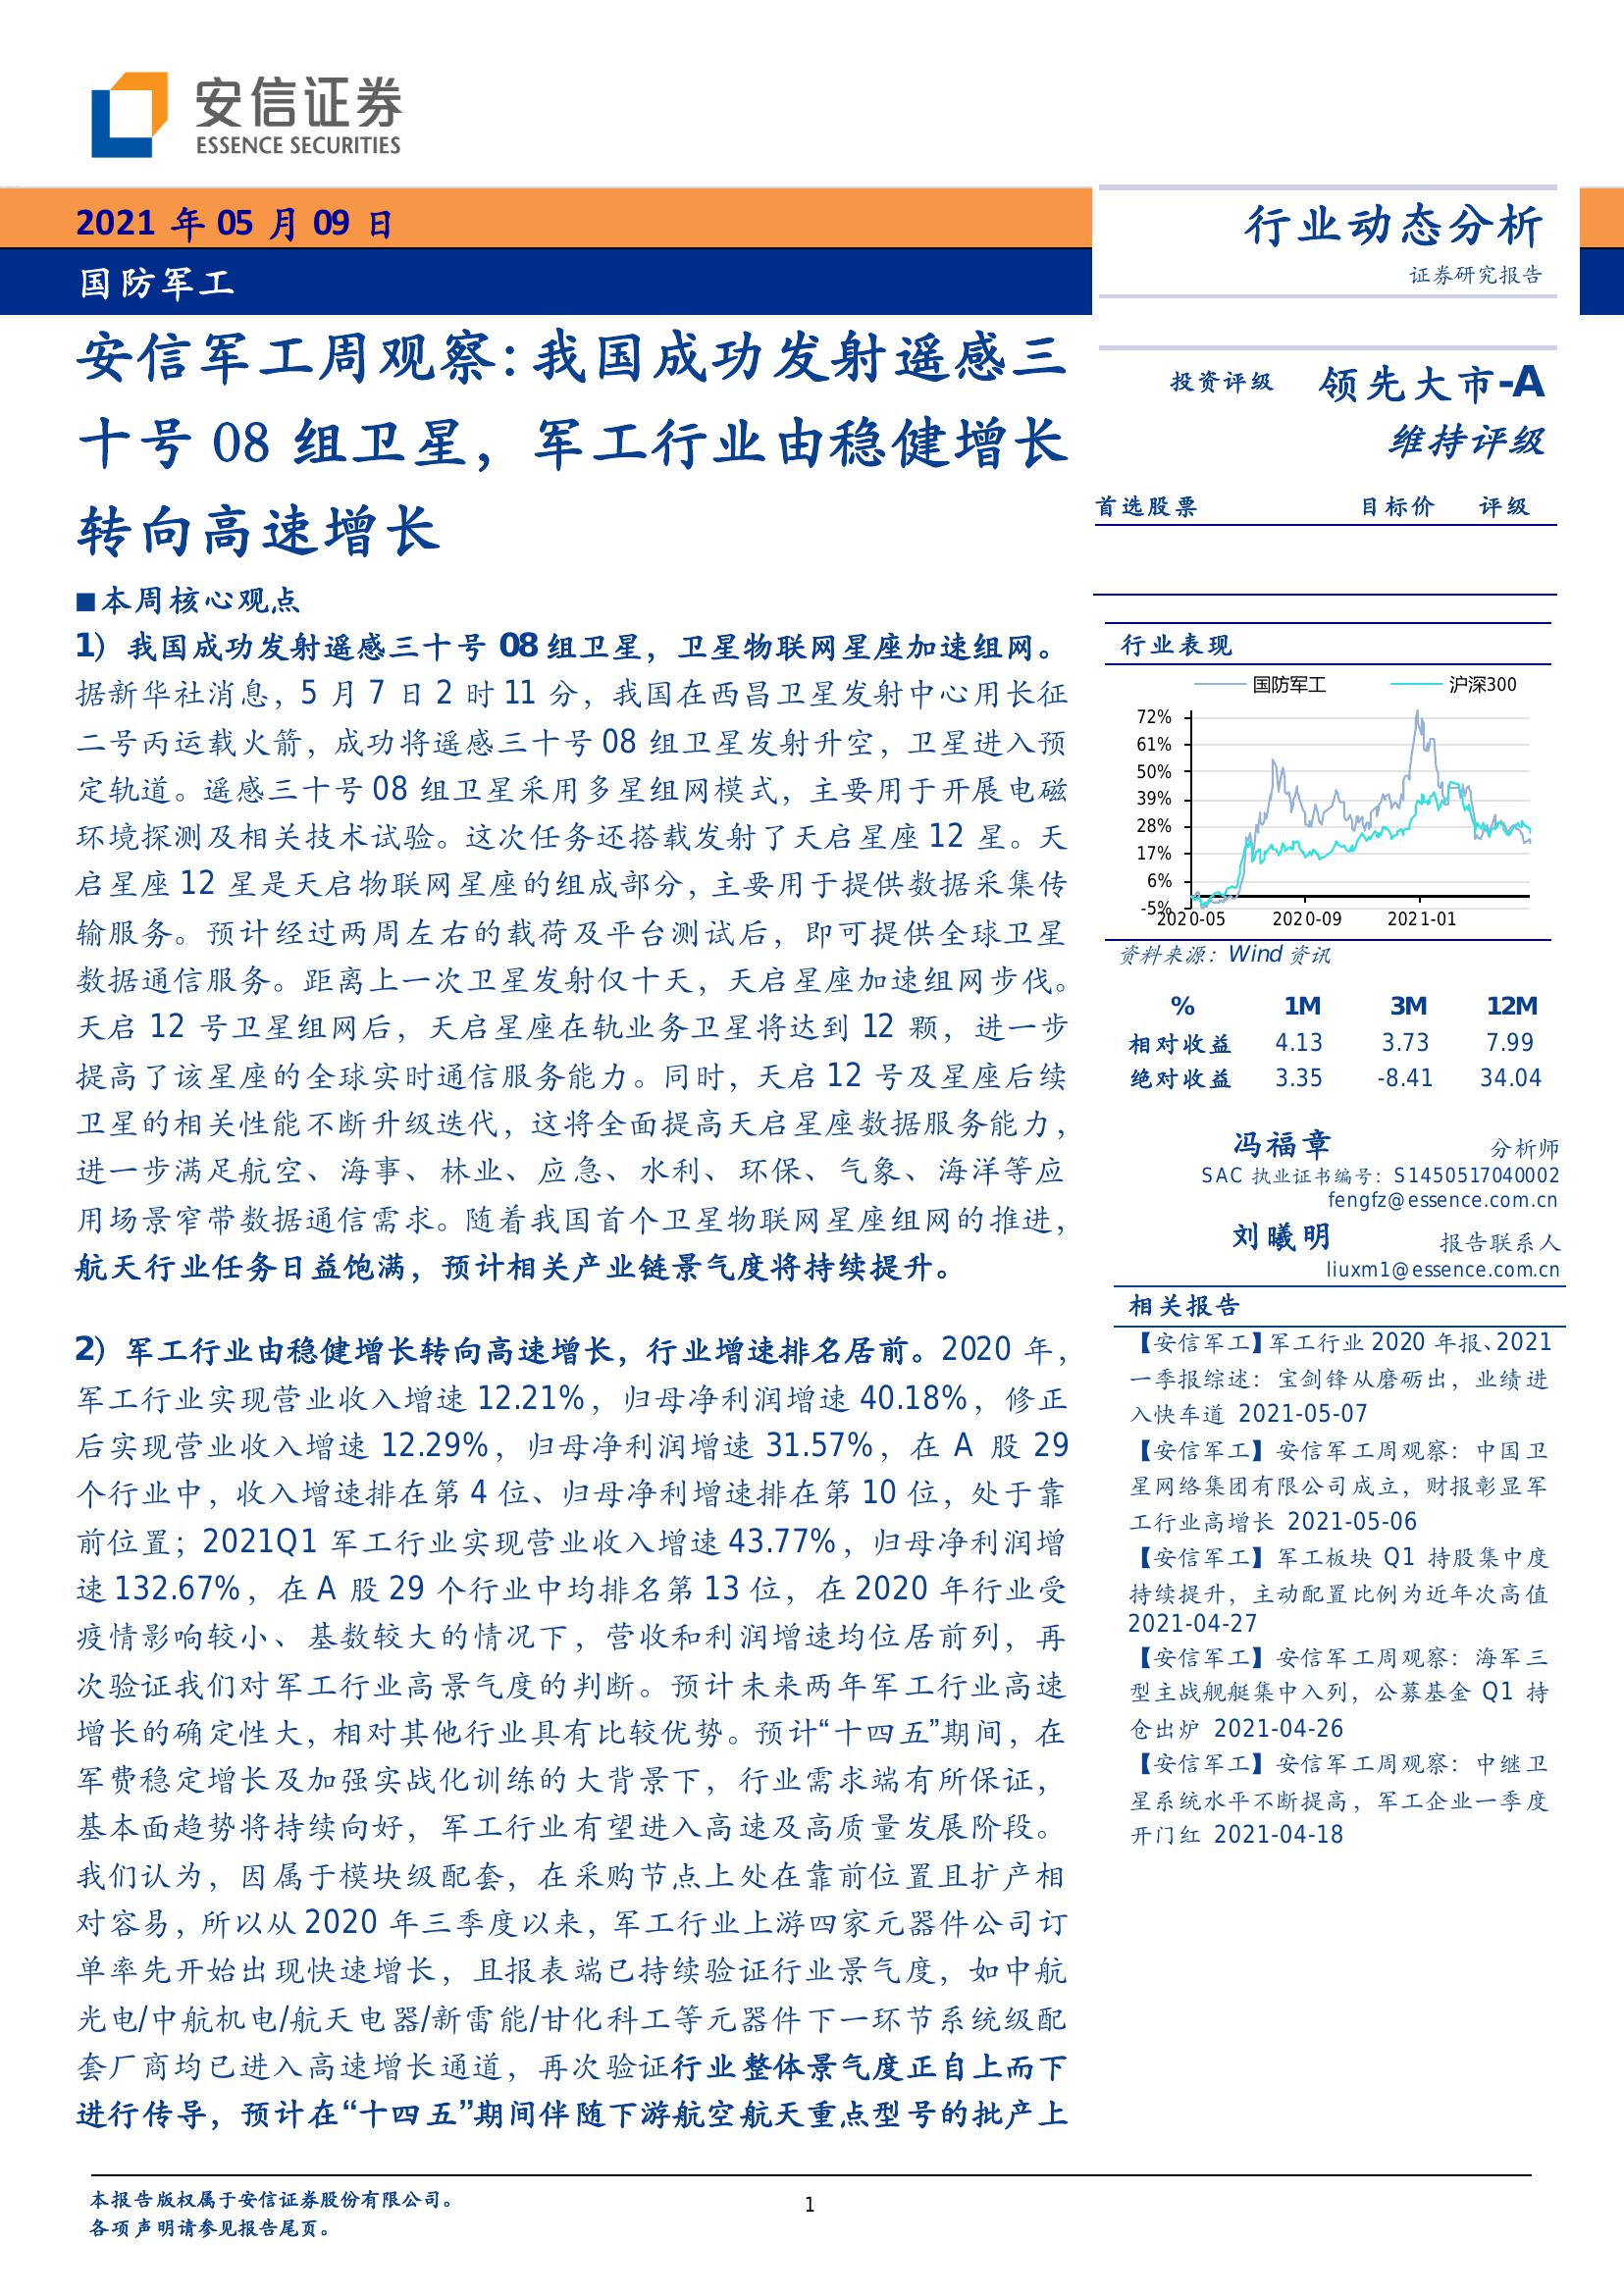 安信证券
ESSENCE SECURITIES
2021 年 05 月 09 日
国防军工
行业动态分析
证券研究报告
安信军工周观察：我国成功发射遥感三
十号 08 组卫星，军工行业由稳健增长
转向高速增长
■本周核心观点
1）我国成功发射遥感三十号 08 组卫星，卫星物联网星座加速组网。
据新华社消息，5 月 7 日 2 时 11 分，我国在西昌卫星发射中心用长征
二号丙运载火箭，成功将遥感三十号 08 组卫星发射升空，卫星进入预
定轨道。遥感三十号 08 组卫星采用多星组网模式，主要用于开展电磁
环境探测及相关技术试验。这次任务还搭载发射了天启星座 12 星。天
启星座 12 星是天启物联网星座的组成部分，主要用于提供数据采集传
输服务。预计经过两周左右的载荷及平台测试后，即可提供全球卫星
数据通信服务。距离上一次卫星发射仅十天，天启星座加速组网步伐。
天启 12 号卫星组网后，天启星座在轨业务卫星将达到 12 颗，进一步
提高了该星座的全球实时通信服务能力。同时，天启 12 号及星座后续
卫星的相关性能不断升级迭代，这将全面提高天启星座数据服务能力，
进一步满足航空、海事、林业、应急、水利、环保、气象、海洋等应
用场景窄带数据通信需求。随着我国首个卫星物联网星座组网的推进，
航天行业任务日益饱满，预计相关产业链景气度将持续提升。
2）军工行业由稳健增长转向高速增长，行业增速排名居前。2020 年，
军工行业实现营业收入增速 12.21%，归母净利润增速 40.18%，修正
后实现营业收入增速 12.29%，归母净利润增速 31.57%，在 A 股 29
个行业中，收入增速排在第 4 位、归母净利增速排在第 10 位，处于靠
前位置；2021Q1 军工行业实现营业收入增速 43.77%，归母净利润增
速 132.67%，在 A 股 29 个行业中均排名第 13 位，在 2020 年行业受
疫情影响较小、基数较大的情况下，营收和利润增速均位居前列，再
次验证我们对军工行业高景气度的判断。预计未来两年军工行业高速
增长的确定性大，相对其他行业具有比较优势。预计“十四五”期间，在
军费稳定增长及加强实战化训练的大背景下，行业需求端有所保证，
基本面趋势将持续向好，军工行业有望进入高速及高质量发展阶段。
我们认为，因属于模块级配套，在采购节点上处在靠前位置且扩产相
对容易，所以从 2020 年三季度以来，军工行业上游四家元器件公司订
单率先开始出现快速增长，且报表端已持续验证行业景气度，如中航
光电/中航机电/航天电器/新雷能/甘化科工等元器件下一环节系统级配
套厂商均已进入高速增长通道，再次验证行业整体景气度正自上而下
进行传导，预计在“十四五”期间伴随下游航空航天重点型号的批产上
投资评级 领先大市-A
维持评级
首选股票 目标价 评级
行业表现
国防军工 沪深300
72%
61%
50%
39%
28%
17%
6%
-5%
2020-05 2020-09 2021-01
资料来源：Wind 资讯
% 1M 3M 12M
相对收益 4.13 3.73 7.99
绝对收益 3.35 -8.41 34.04
冯福章 分析师
SAC 执业证书编号：S1450517040002
fengfz@essence.com.cn
刘曦明 报告联系人
liuxm1@essence.com.cn
相关报告
【安信军工】军工行业 2020 年报、2021
一季报综述：宝剑锋从磨砺出，业绩进
入快车道 2021-05-07
【安信军工】安信军工周观察：中国卫
星网络集团有限公司成立，财报彰显军
工行业高增长 2021-05-06
【安信军工】军工板块 Q1 持股集中度
持续提升，主动配置比例为近年次高值
2021-04-27
【安信军工】安信军工周观察：海军三
型主战舰艇集中入列，公募基金 Q1 持
仓出炉 2021-04-26
【安信军工】安信军工周观察：中继卫
星系统水平不断提高，军工企业一季度
开门红 2021-04-18
本报告版权属于安信证券股份有限公司。
各项声明请参见报告尾页。
1